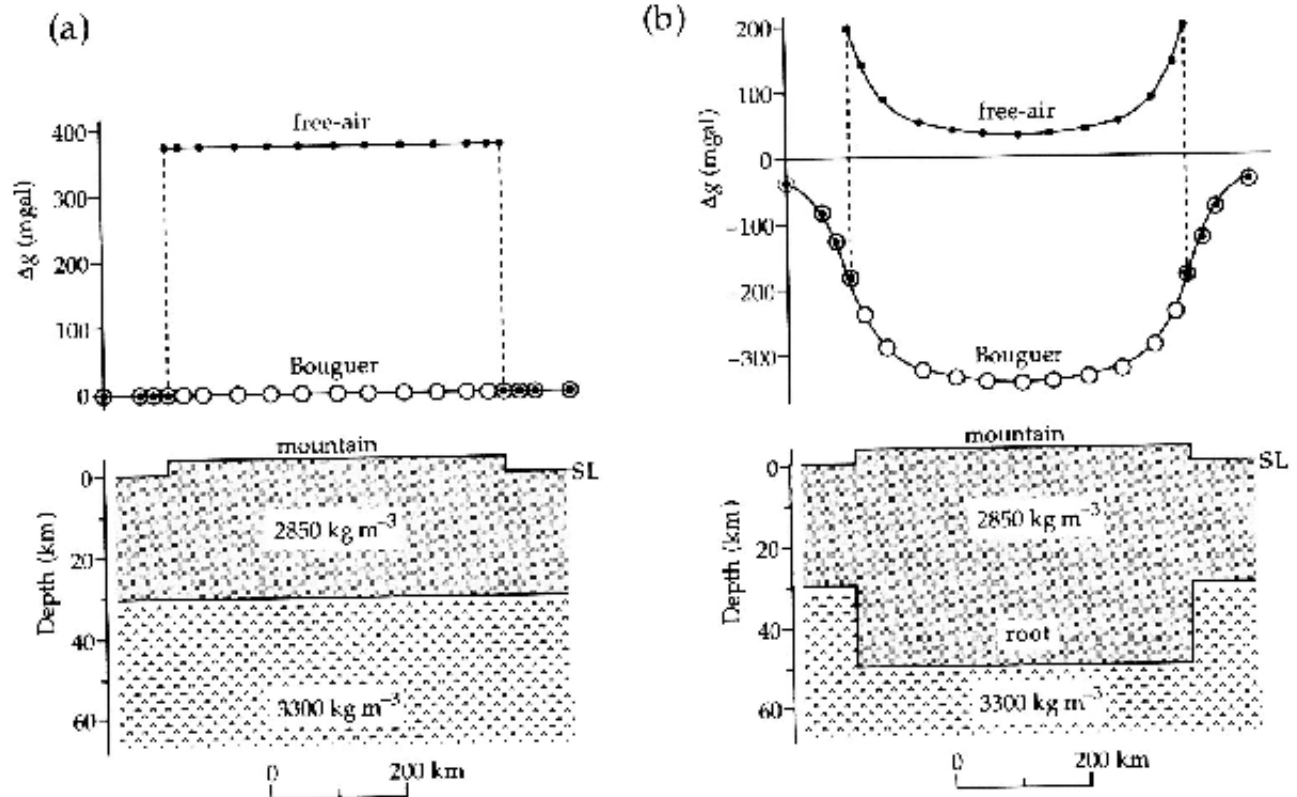 (a)
400
300
200
100
0
Δg (mgal)
free-air
Bouguer
mountain
SL
0
20
40
60
Depth (km)
2850 kg m⁻³
3300 kg m⁻³
0 200 km
(b)
200
100
0
-100
-200
-300
Δg (mgal)
free-air
Bouguer
mountain
SL
0
20
40
60
Depth (km)
2850 kg m⁻³
root
3300 kg m⁻³
0 200 km